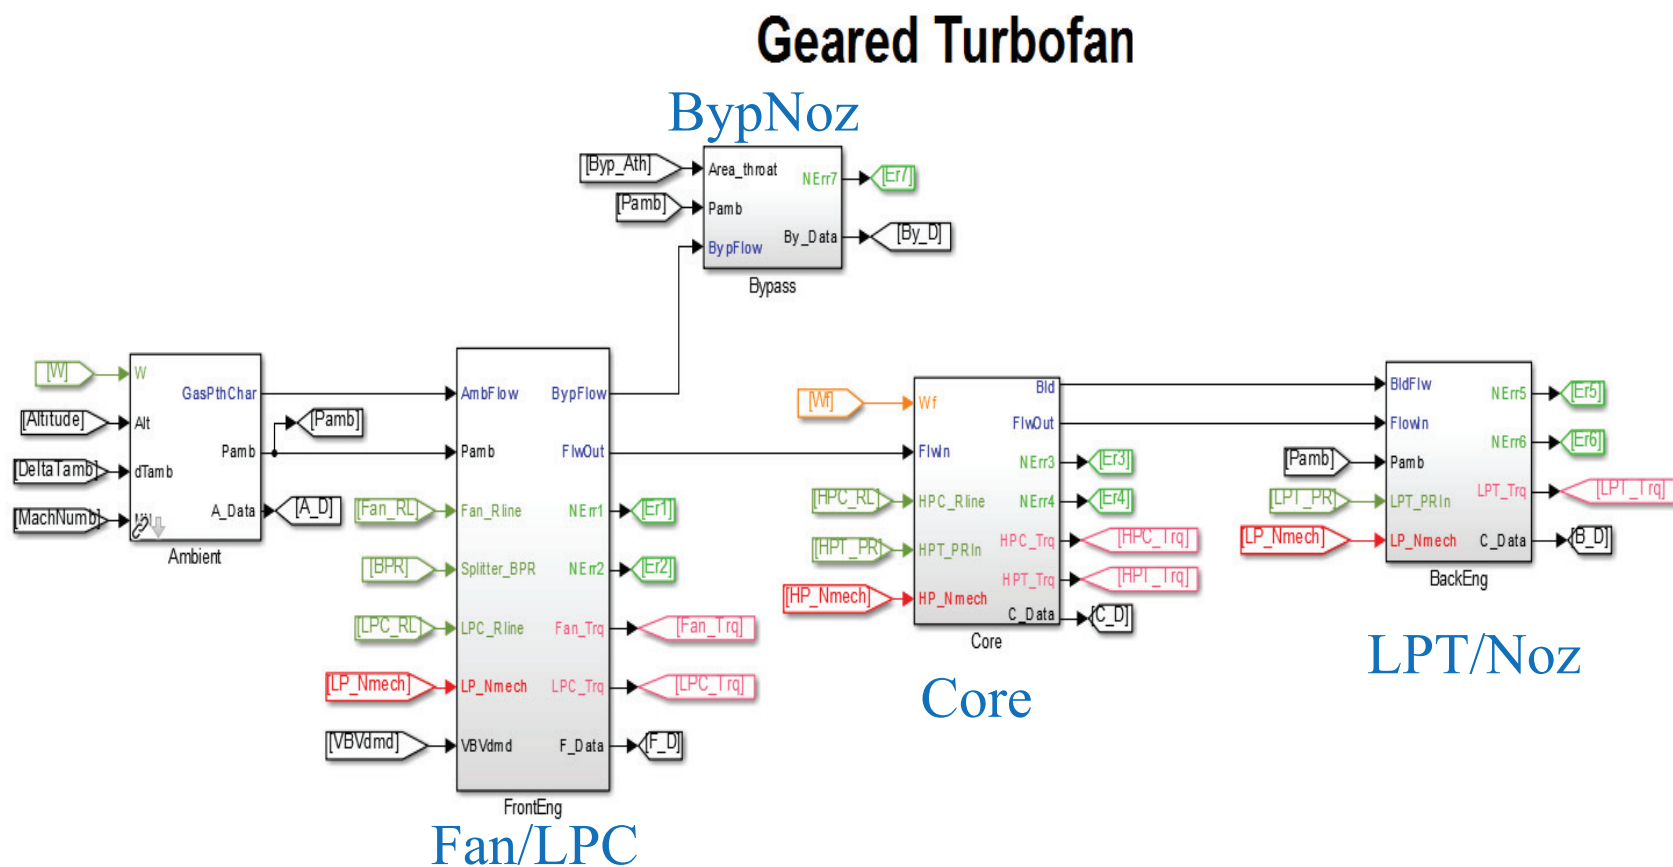 Geared Turbofan
BypNoz
[Byp_Ath]
Area_throat
NErr7
[Er7]
[Pamb]
Pamb
BypFlow
By_Data
[By_D]
Bypass
[W]
W
GasPthChar
[Altitude]
Alt
[Pamb]
Pamb
[DeltaTamb]
dTamb
A_Data
[A_D]
[MachNumb]
Ambient
AmbFlow
BypFlow
Pamb
FlwOut
[Fan_RL]
Fan_Rline
NErr1
[Er1]
[BPR]
Splitter_BPR
NErr2
[Er2]
[LPC_RL]
LPC_Rline
Fan_Trq
[Fan_Trq]
[LP_Nmech]
LP_Nmech
LPC_Trq
[LPC_Trq]
[VBVdmd]
VBVdmd
F_Data
[F_D]
FrontEng
Fan/LPC
[Wf]
Wf
Bld
FlwOut
FlwIn
NErr3
[Er3]
[HPC_RL]
HPC_Rline
NErr4
[Er4]
[HPT_PR]
HPT_PRIn
HPC_Trq
[HPC_Trq]
HPT_Trq
[HPT_Trq]
[HP_Nmech]
HP_Nmech
C_Data
[C_D]
Core
Core
BldFlw
NErr5
[Er5]
FlowIn
NErr6
[Er6]
[Pamb]
Pamb
[LPT_PR]
LPT_PRIn
LPT_Trq
[LPT_Trq]
[LP_Nmech]
LP_Nmech
C_Data
[B_D]
BackEng
LPT/Noz